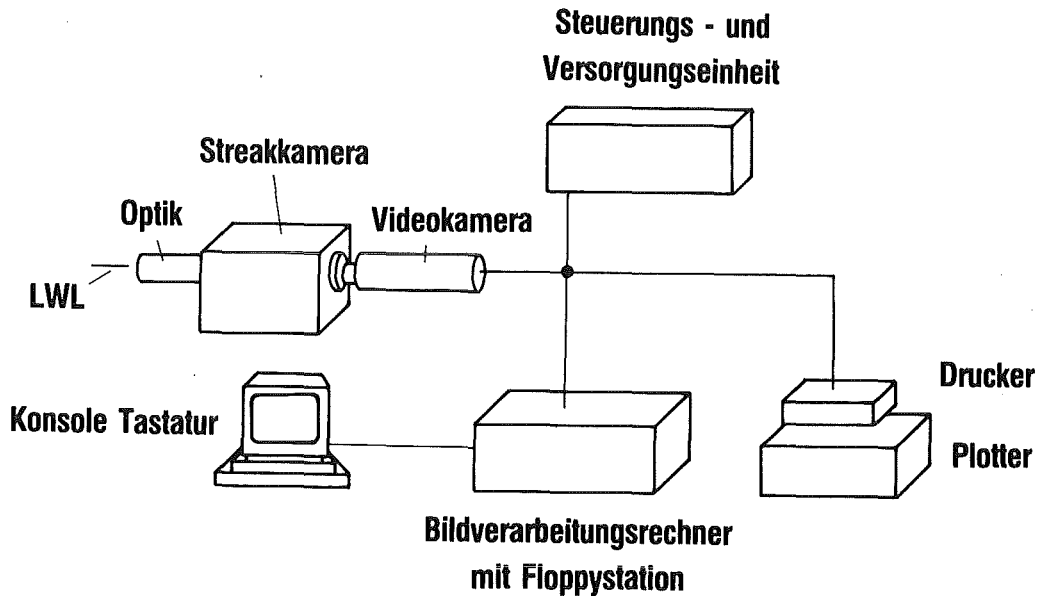 Steuerungs - und
Versorgungseinheit
Streakkamera
Optik
Videokamera
LWL
Drucker
Konsole Tastatur
Plotter
Bildverarbeitungsrechner
mit Floppystation